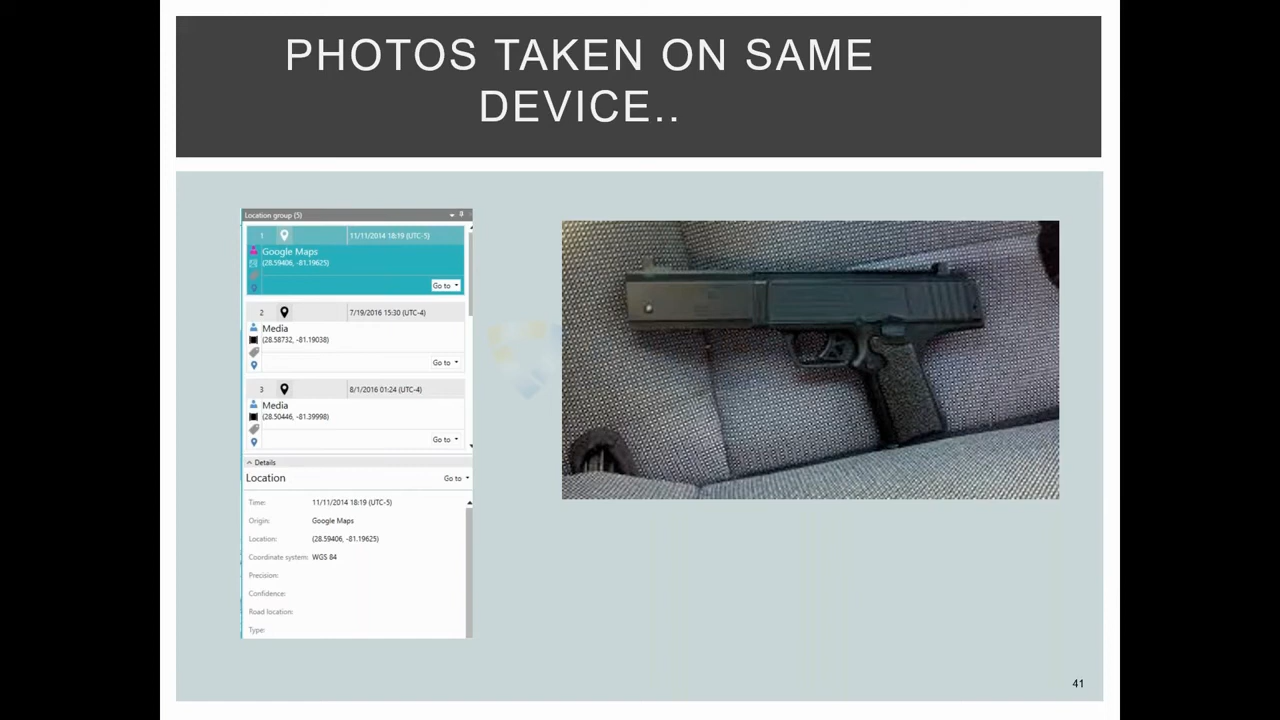 PHOTOS TAKEN ON SAME
DEVICE..
Location group (5)
1 11/11/2014 18:19 (UTC-5)
Google Maps
(28.59406, -81.19625)
Go to
2 7/19/2016 15:30 (UTC-4)
Media
(28.58732, -81.19038)
Go to
3 8/1/2016 01:24 (UTC-4)
Media
(28.50446, -81.39998)
Go to
Details
Location Go to
Time: 11/11/2014 18:19 (UTC-5)
Origin: Google Maps
Location: (28.59406, -81.19625)
Coordinate system: WGS 84
Precision:
Confidence:
Road location:
Type:
41